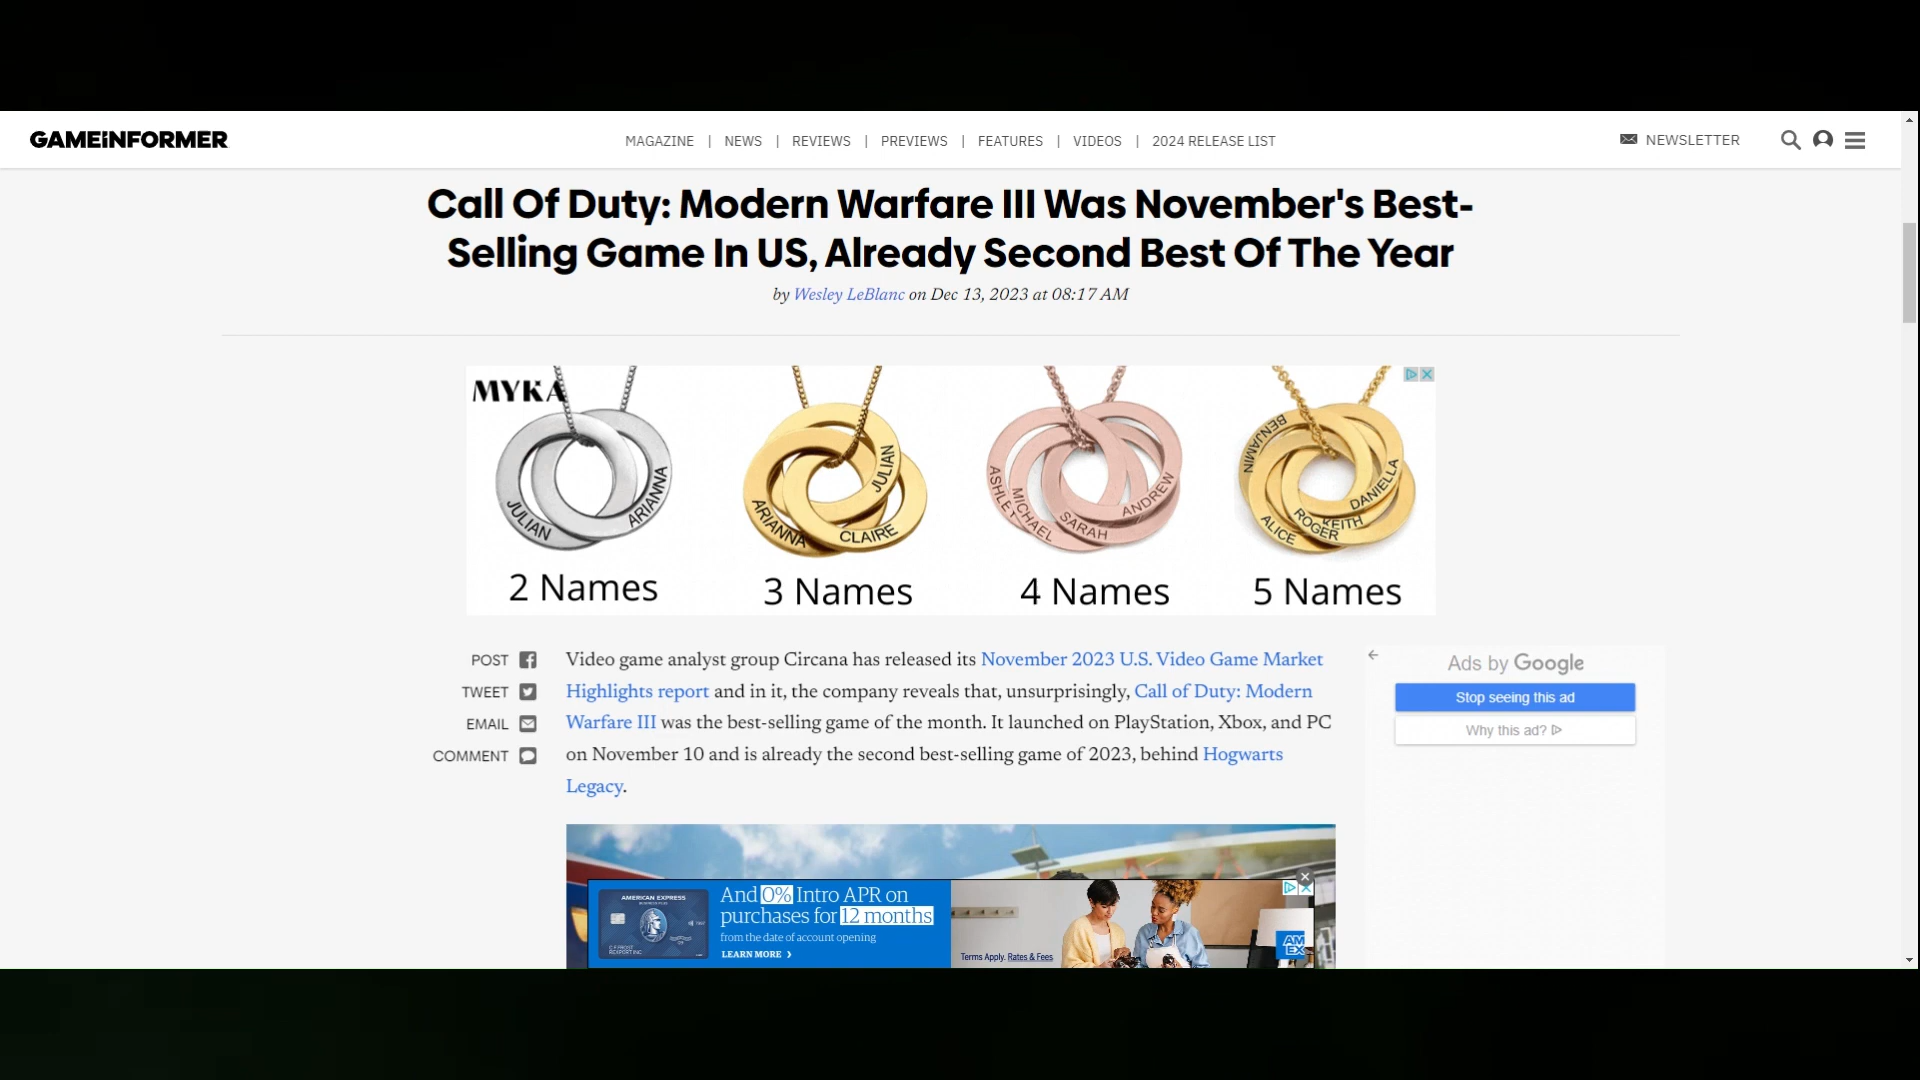 GAMEiNFORMER
MAGAZINE | NEWS | REVIEWS | PREVIEWS | FEATURES | VIDEOS | 2024 RELEASE LIST
NEWSLETTER
Call Of Duty: Modern Warfare III Was November's Best-
Selling Game In US, Already Second Best Of The Year
by Wesley LeBlanc on Dec 13, 2023 at 08:17 AM
MYKA
JULIAN
ARIANNA
2 Names
ARIANNA
CLAIRE
JULIAN
3 Names
ASHLEY
MICHAEL
SARAH
ANDREW
4 Names
BENJAMIN
ALICE
ROGER
KEITH
DANIELLA
5 Names
POST
TWEET
EMAIL
COMMENT
Video game analyst group Circana has released its November 2023 U.S. Video Game Market
Highlights report and in it, the company reveals that, unsurprisingly, Call of Duty: Modern
Warfare III was the best-selling game of the month. It launched on PlayStation, Xbox, and PC
on November 10 and is already the second best-selling game of 2023, behind Hogwarts
Legacy.
Ads by Google
Stop seeing this ad
Why this ad?
AMERICAN EXPRESS
And 0% Intro APR on
purchases for 12 months
from the date of account opening
LEARN MORE
Terms Apply. Rates & Fees
AM
EX